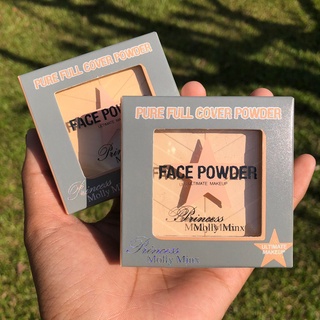 PURE FULL COVER POWDER
FACE POWDER
Princess
Molly Minx
PURE FULL COVER POWDER
FACE POWDER
ULTIMATE MAKEUP
Princess
Molly Minx
Princess
Molly Minx
ULTIMATE
MAKEUP